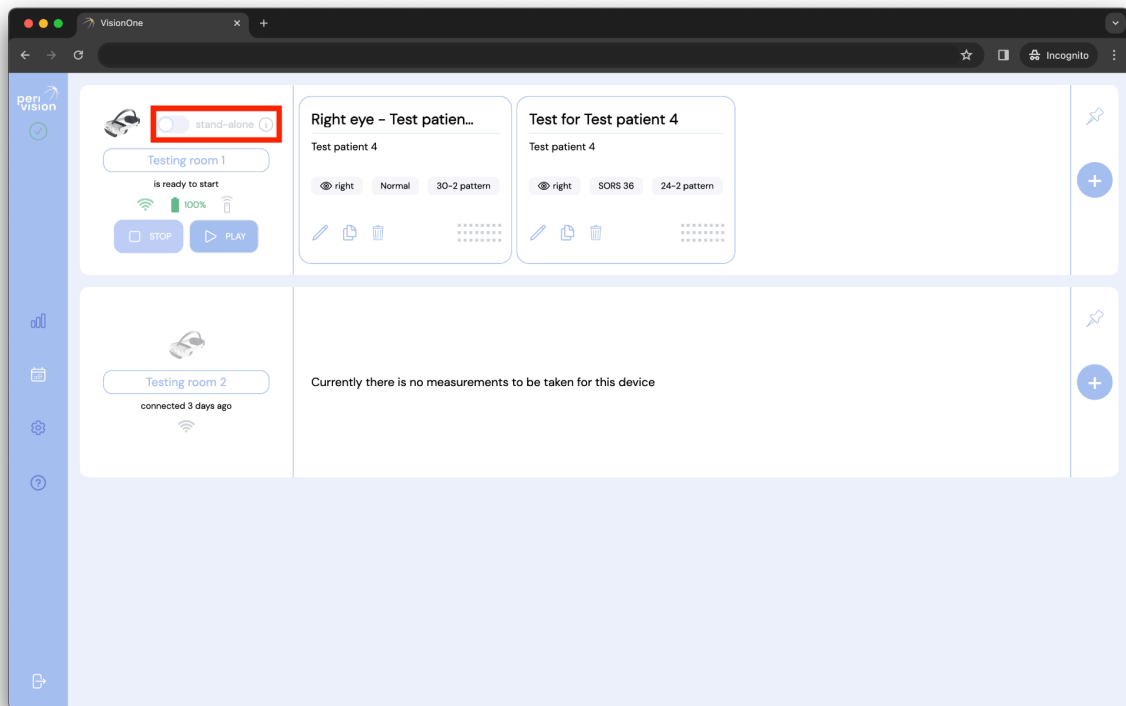 VisionOne
Incognito
peri
vision
stand-alone
Testing room 1
is ready to start
100%
STOP
PLAY
Right eye - Test patien...
Test patient 4
right
Normal
30-2 pattern
Test for Test patient 4
Test patient 4
right
SORS 36
24-2 pattern
Testing room 2
connected 3 days ago
Currently there is no measurements to be taken for this device